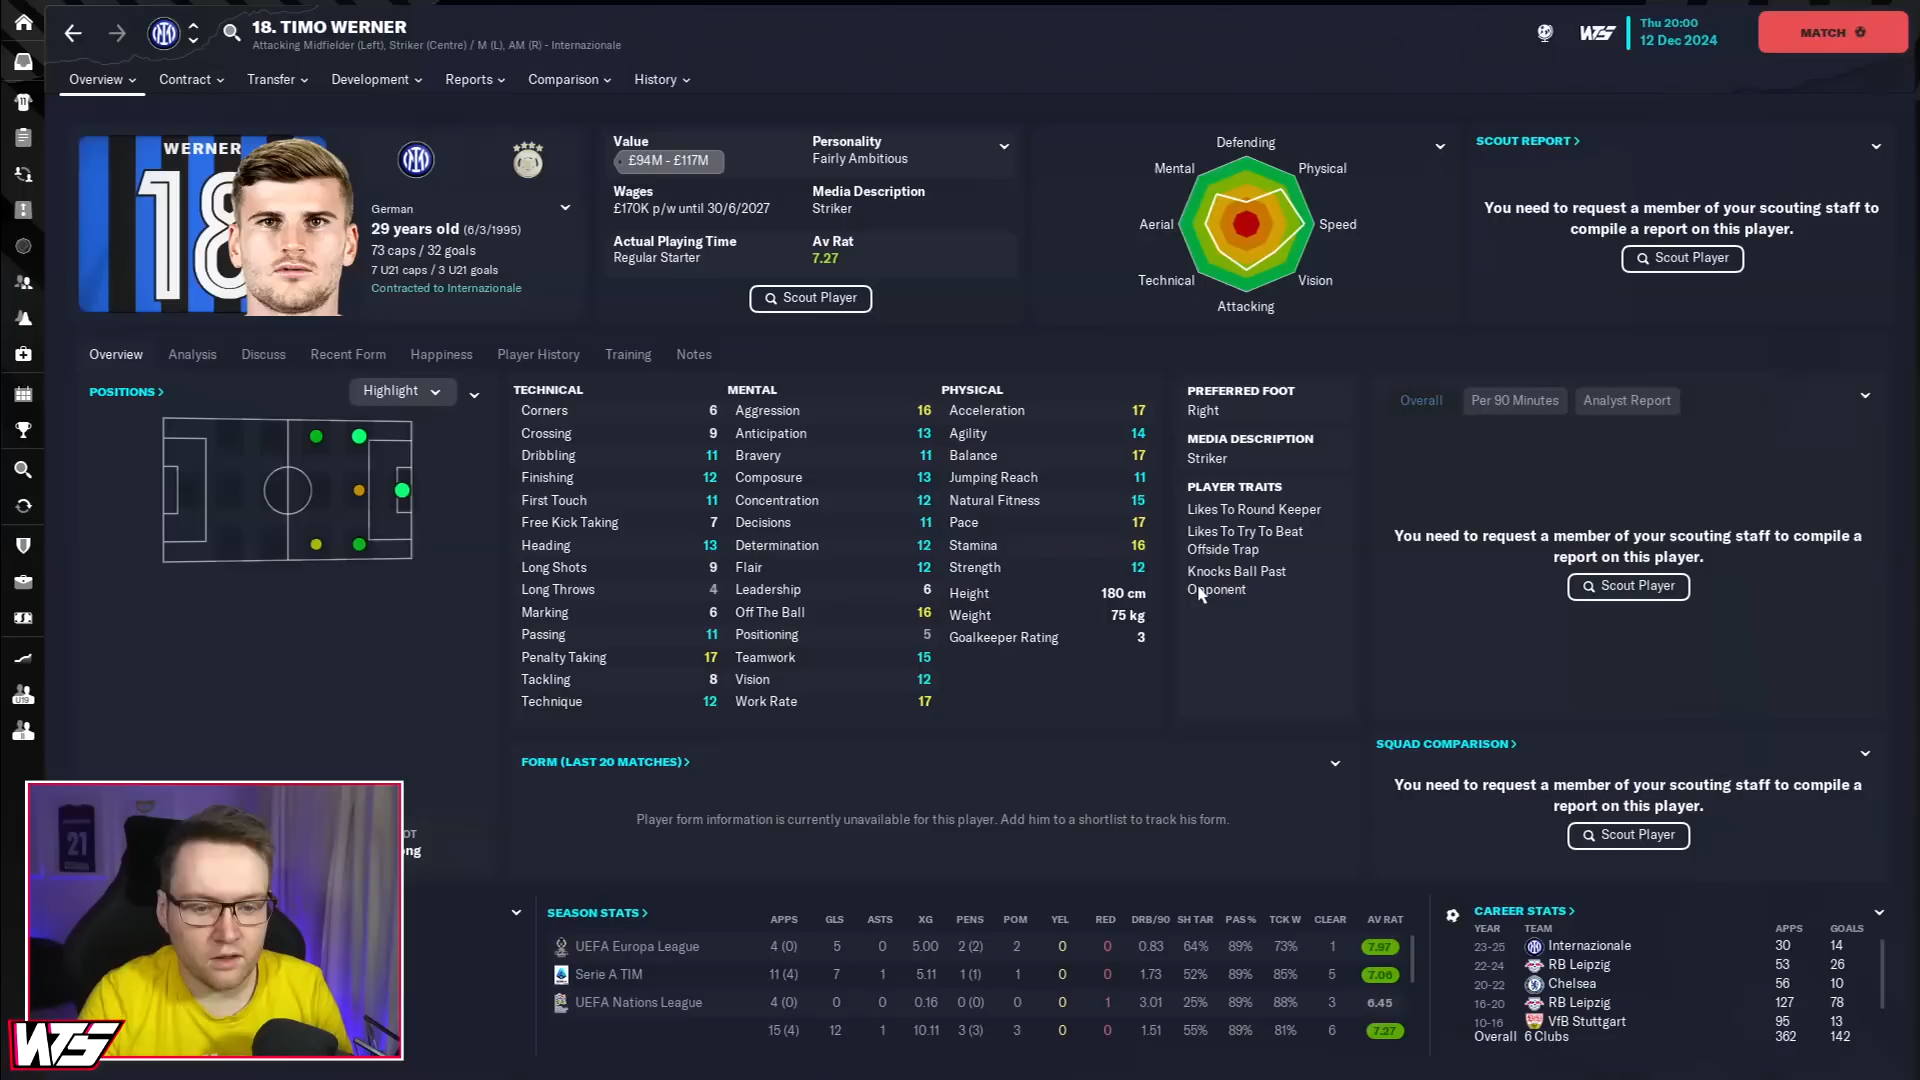 18. TIMO WERNER
Attacking Midfielder (Left), Striker (Centre) / M (L), AM (R) - Internazionale
WTS
Thu 20:00
12 Dec 2024
MATCH
Overview
Contract
Transfer
Development
Reports
Comparison
History
WERNER
18
German
29 years old (6/3/1995)
73 caps / 32 goals
7 U21 caps / 3 U21 goals
Contracted to Internazionale
Value
£94M - £117M
Personality
Fairly Ambitious
Wages
£170K p/w until 30/6/2027
Media Description
Striker
Actual Playing Time
Regular Starter
Av Rat
7.27
Scout Player
Defending
Mental
Physical
Aerial
Speed
Technical
Vision
Attacking
SCOUT REPORT >
You need to request a member of your scouting staff to
compile a report on this player.
Scout Player
Overview
Analysis
Discuss
Recent Form
Happiness
Player History
Training
Notes
POSITIONS >
Highlight
TECHNICAL
Corners 6
Crossing 9
Dribbling 11
Finishing 12
First Touch 11
Free Kick Taking 7
Heading 13
Long Shots 9
Long Throws 4
Marking 6
Passing 11
Penalty Taking 17
Tackling 8
Technique 12
MENTAL
Aggression 16
Anticipation 13
Bravery 11
Composure 13
Concentration 12
Decisions 11
Determination 12
Flair 12
Leadership 6
Off The Ball 16
Positioning 5
Teamwork 15
Vision 12
Work Rate 17
PHYSICAL
Acceleration 17
Agility 14
Balance 17
Jumping Reach 11
Natural Fitness 15
Pace 17
Stamina 16
Strength 12
Height 180 cm
Weight 75 kg
Goalkeeper Rating 3
PREFERRED FOOT
Right
MEDIA DESCRIPTION
Striker
PLAYER TRAITS
Likes To Round Keeper
Likes To Try To Beat
Offside Trap
Knocks Ball Past
Opponent
Overall
Per 90 Minutes
Analyst Report
You need to request a member of your scouting staff to compile a
report on this player.
Scout Player
FORM (LAST 20 MATCHES) >
Player form information is currently unavailable for this player. Add him to a shortlist to track his form.
SQUAD COMPARISON >
You need to request a member of your scouting staff to compile a
report on this player.
Scout Player
OT
ong
21
WTS
U19
SEASON STATS > APPS GLS ASTS XG PENS POM YEL RED DRB/90 SH TAR PAS % TCK W CLEAR AV RAT
UEFA Europa League 4 (0) 5 0 5.00 2 (2) 2 0 0 0.83 64% 89% 73% 1 7.97
Serie A TIM 11 (4) 7 1 5.11 1 (1) 1 0 0 1.73 52% 89% 85% 5 7.06
UEFA Nations League 4 (0) 0 0 0.16 0 (0) 0 0 1 3.01 25% 89% 88% 3 6.45
15 (4) 12 1 10.11 3 (3) 3 0 0 1.51 55% 89% 81% 6 7.27
CAREER STATS >
YEAR TEAM APPS GOALS
23-25 Internazionale 30 14
22-24 RB Leipzig 53 26
20-22 Chelsea 56 10
16-20 RB Leipzig 127 78
10-16 VfB Stuttgart 95 13
Overall 6 Clubs 362 142